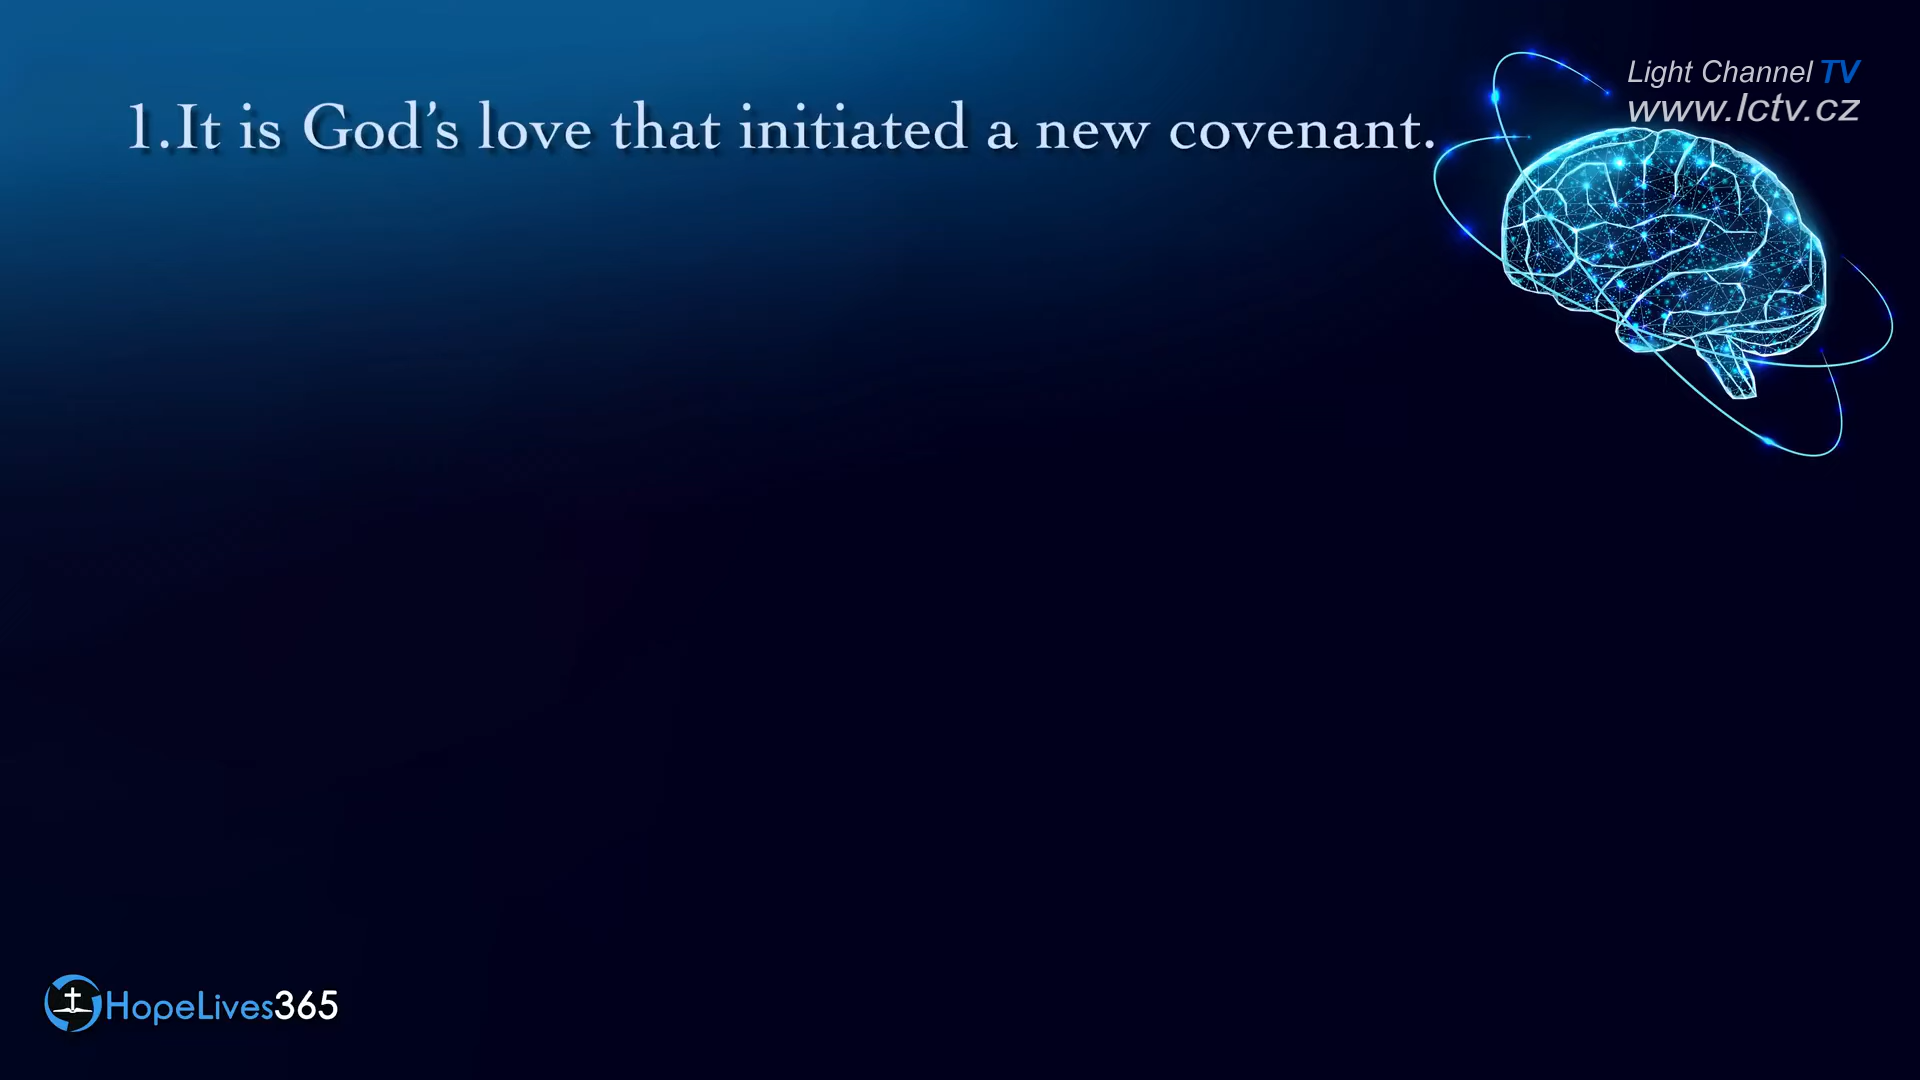 Light Channel TV
www.lctv.cz
1.It is God’s love that initiated a new covenant.
HopeLives365